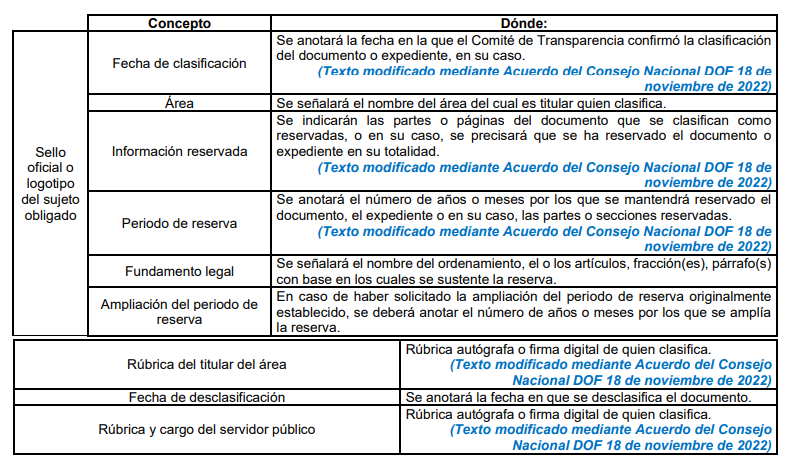 Concepto
Dónde:
Sello
oficial o
logotipo
del sujeto
obligado
Fecha de clasificación
Se anotará la fecha en la que el Comité de Transparencia confirmó la clasificación
del documento o expediente, en su caso.
(Texto modificado mediante Acuerdo del Consejo Nacional DOF 18 de
noviembre de 2022)
Área
Se señalará el nombre del área del cual es titular quien clasifica.
Información reservada
Se indicarán las partes o páginas del documento que se clasifican como
reservadas, o en su caso, se precisará que se ha reservado el documento o
expediente en su totalidad.
(Texto modificado mediante Acuerdo del Consejo Nacional DOF 18 de
noviembre de 2022)
Periodo de reserva
Se anotará el número de años o meses por los que se mantendrá reservado el
documento, el expediente o en su caso, las partes o secciones reservadas.
(Texto modificado mediante Acuerdo del Consejo Nacional DOF 18 de
noviembre de 2022)
Fundamento legal
Se señalará el nombre del ordenamiento, el o los artículos, fracción(es), párrafo(s)
con base en los cuales se sustente la reserva.
Ampliación del periodo de
reserva
En caso de haber solicitado la ampliación del periodo de reserva originalmente
establecido, se deberá anotar el número de años o meses por los que se amplía
la reserva.
Rúbrica del titular del área
Rúbrica autógrafa o firma digital de quien clasifica.
(Texto modificado mediante Acuerdo del Consejo
Nacional DOF 18 de noviembre de 2022)
Fecha de desclasificación
Se anotará la fecha en que se desclasifica el documento.
Rúbrica y cargo del servidor público
Rúbrica autógrafa o firma digital de quien clasifica.
(Texto modificado mediante Acuerdo del Consejo
Nacional DOF 18 de noviembre de 2022)